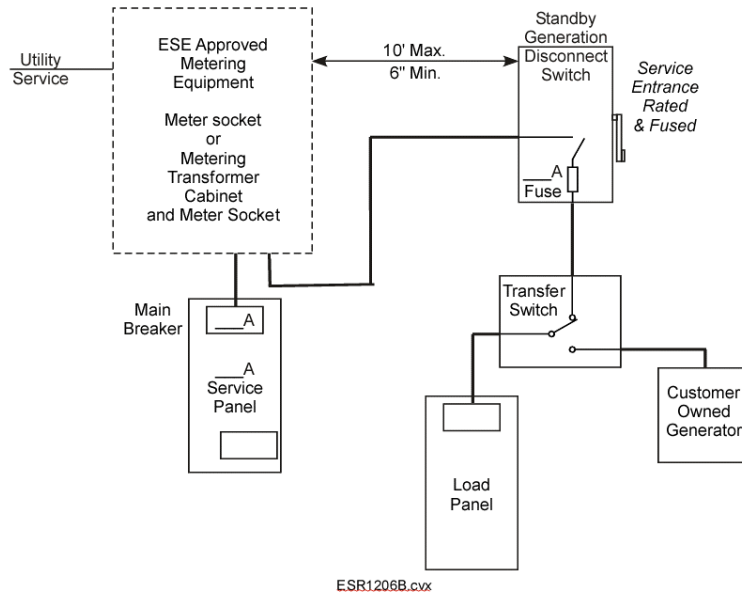 Utility
Service
ESE Approved
Metering
Equipment
Meter socket
or
Metering
Transformer
Cabinet
and Meter Socket
10' Max.
6" Min.
Standby
Generation
Disconnect
Switch
Service
Entrance
Rated
& Fused
___A
Fuse
Main
Breaker
___A
___A
Service
Panel
Transfer
Switch
Load
Panel
Customer
Owned
Generator
ESR1206B.cvx